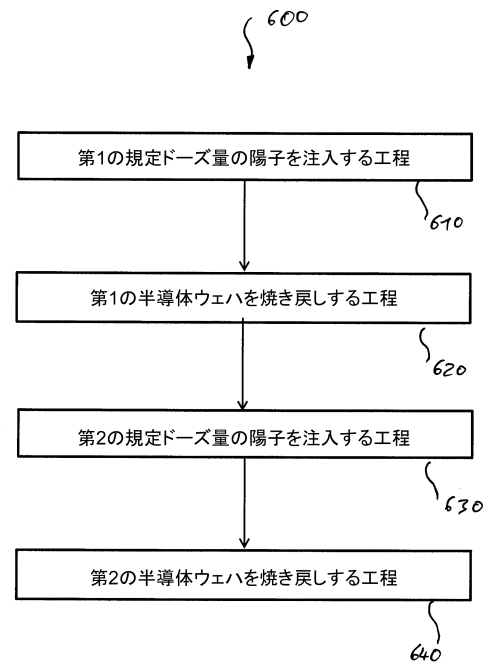 600
第1の規定ドーズ量の陽子を注入する工程
610
第1の半導体ウェハを焼き戻しする工程
620
第2の規定ドーズ量の陽子を注入する工程
630
第2の半導体ウェハを焼き戻しする工程
640